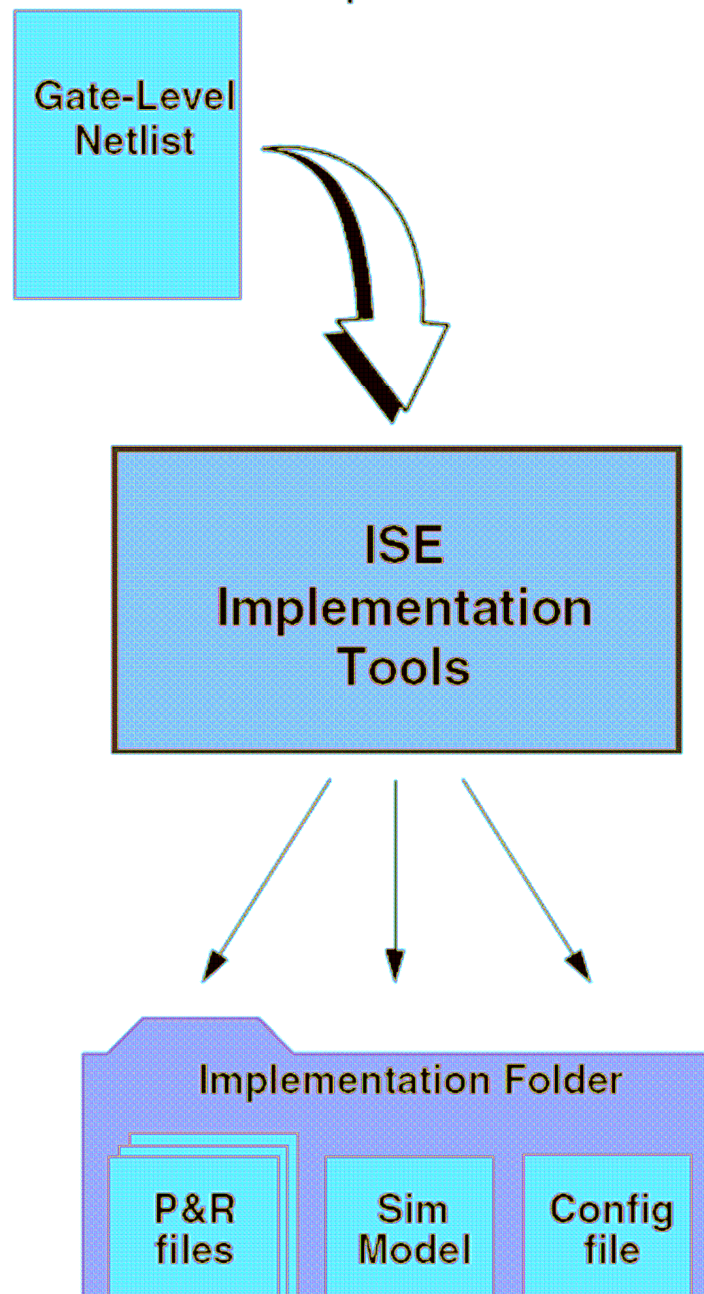 Gate-Level
Netlist
ISE
Implementation
Tools
Implementation Folder
P&R
files
Sim
Model
Config
file